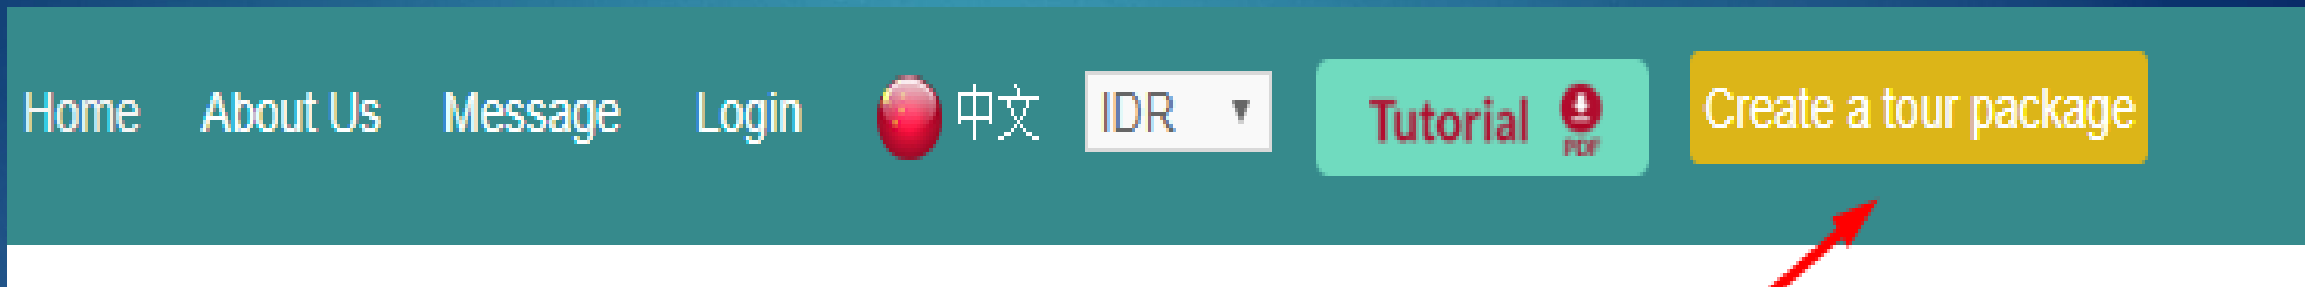 Home About Us Message Login 中文 IDR Tutorial PDF Create a tour package